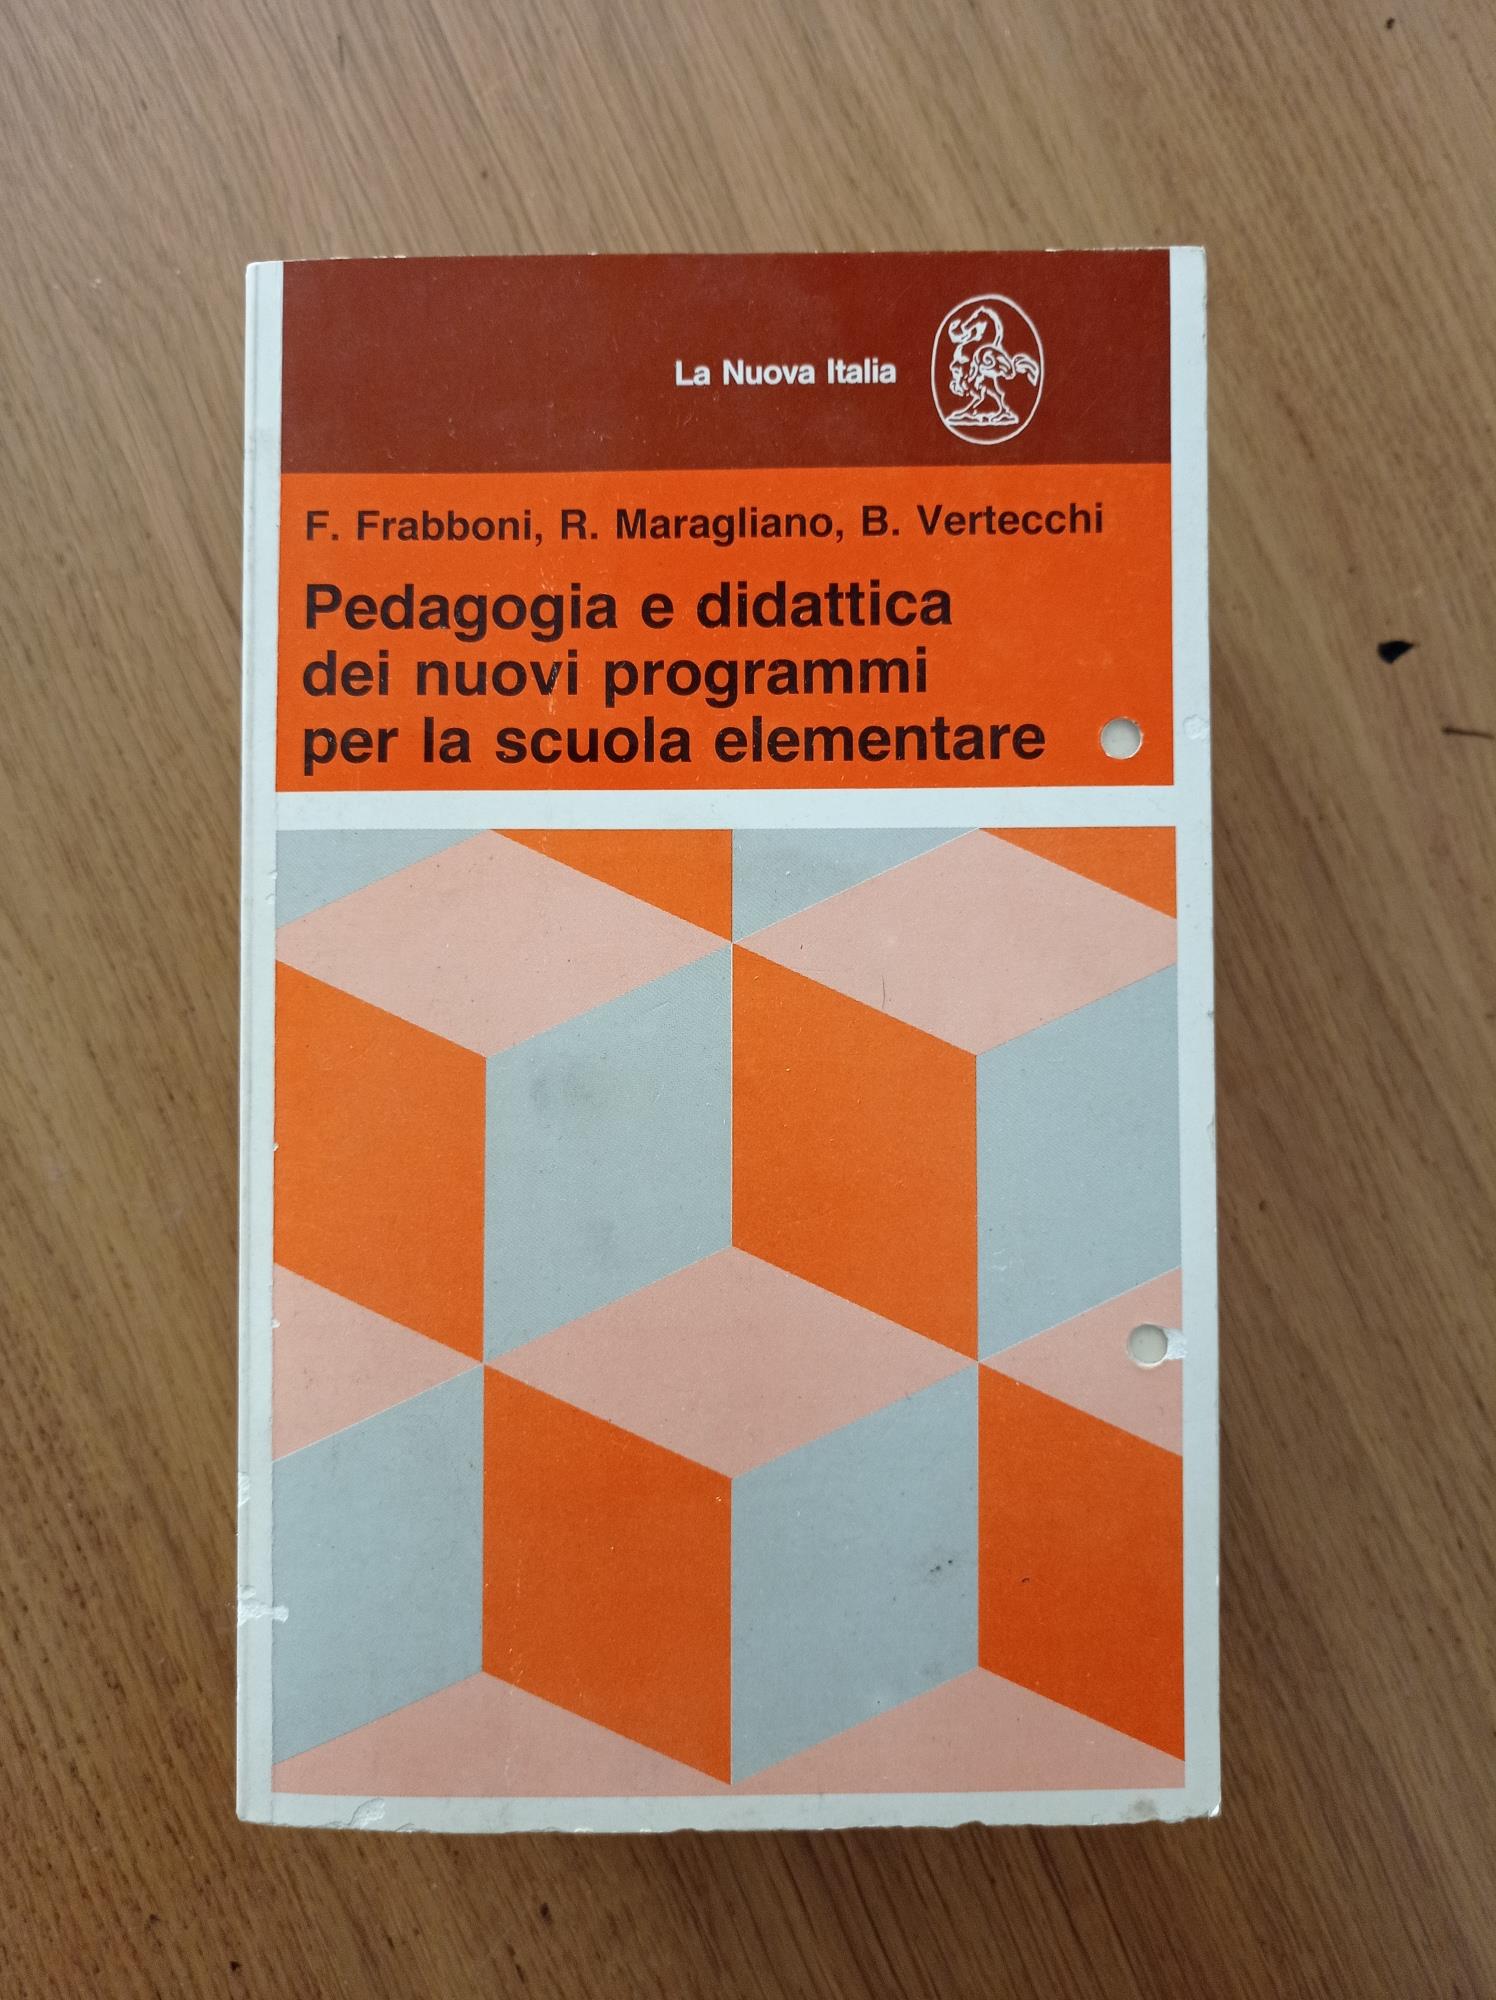 La Nuova Italia
F. Frabboni, R. Maragliano, B. Vertecchi
Pedagogia e didattica
dei nuovi programmi
per la scuola elementare